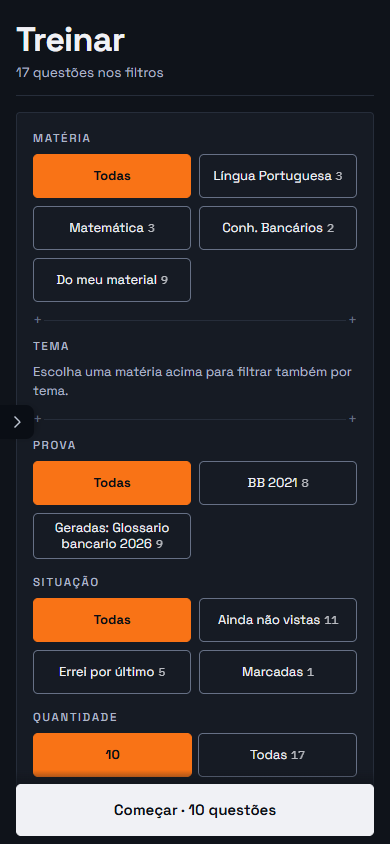 Treinar
17 questões nos filtros
MATÉRIA
Todas
Língua Portuguesa 3
Matemática 3
Conh. Bancários 2
Do meu material 9
TEMA
Escolha uma matéria acima para filtrar também por
tema.
PROVA
Todas
BB 2021 8
Geradas: Glossario
bancario 2026 9
SITUAÇÃO
Todas
Ainda não vistas 11
Errei por último 5
Marcadas 1
QUANTIDADE
10
Todas 17
Começar · 10 questões